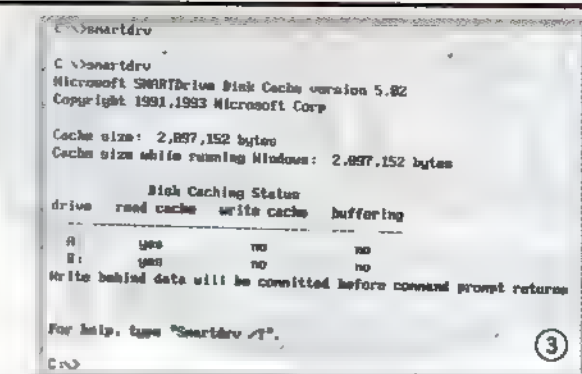 C:\>smartdrv
C:\>smartdrv
Microsoft SMARTDrive Disk Cache version 5.02
Copyright 1991,1993 Microsoft Corp
Cache size: 2,097,152 bytes
Cache size while running Windows: 2,097,152 bytes
Disk Caching Status
drive read cache write cache buffering
A: yes no no
B: yes no no
Write behind data will be committed before command prompt returns
For help, type "Smartdrv /?".
C:\>
3